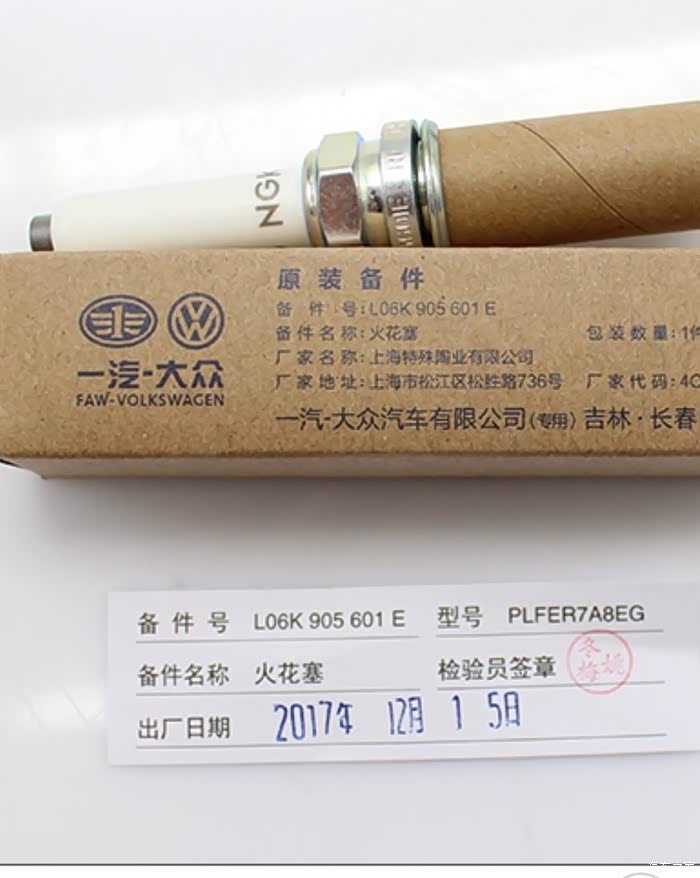 NGK
原装备件
备件号:L06K 905 601 E
备件名称:火花塞 包装数量:1件
厂家名称:上海特殊陶业有限公司
厂家地址:上海市松江区松胜路736号 厂家代码:4C
一汽-大众
FAW-VOLKSWAGEN
一汽-大众汽车有限公司(专用) 吉林·长春
备件号 L06K 905 601 E 型号 PLFER7A8EG
备件名称 火花塞 检验员签章 姚冬梅
出厂日期 2017年 12月 15日